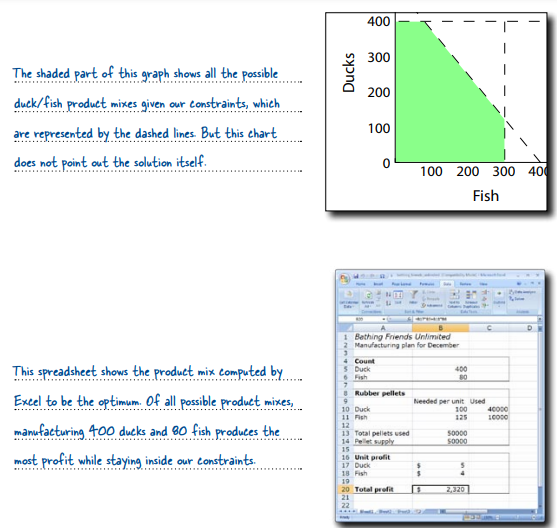 The shaded part of this graph shows all the possible
duck/fish product mixes given our constraints, which
are represented by the dashed lines. But this chart
does not point out the solution itself.
400
300
200
100
0
Ducks
100 200 300 400
Fish
This spreadsheet shows the product mix computed by
Excel to be the optimum. Of all possible product mixes,
manufacturing 400 ducks and 80 fish produces the
most profit while staying inside our constraints.
A B C D
1 Bathing Friends Unlimited
2 Manufacturing plan for December
3
4 Count
5 Duck 400
6 Fish 80
7
8 Rubber pellets
9 Needed per unit Used
10 Duck 100 40000
11 Fish 125 10000
12
13 Total pellets used 50000
14 Pellet supply 50000
15
16 Unit profit
17 Duck $ 5
18 Fish $ 4
19
20 Total profit $ 2,320
21
22